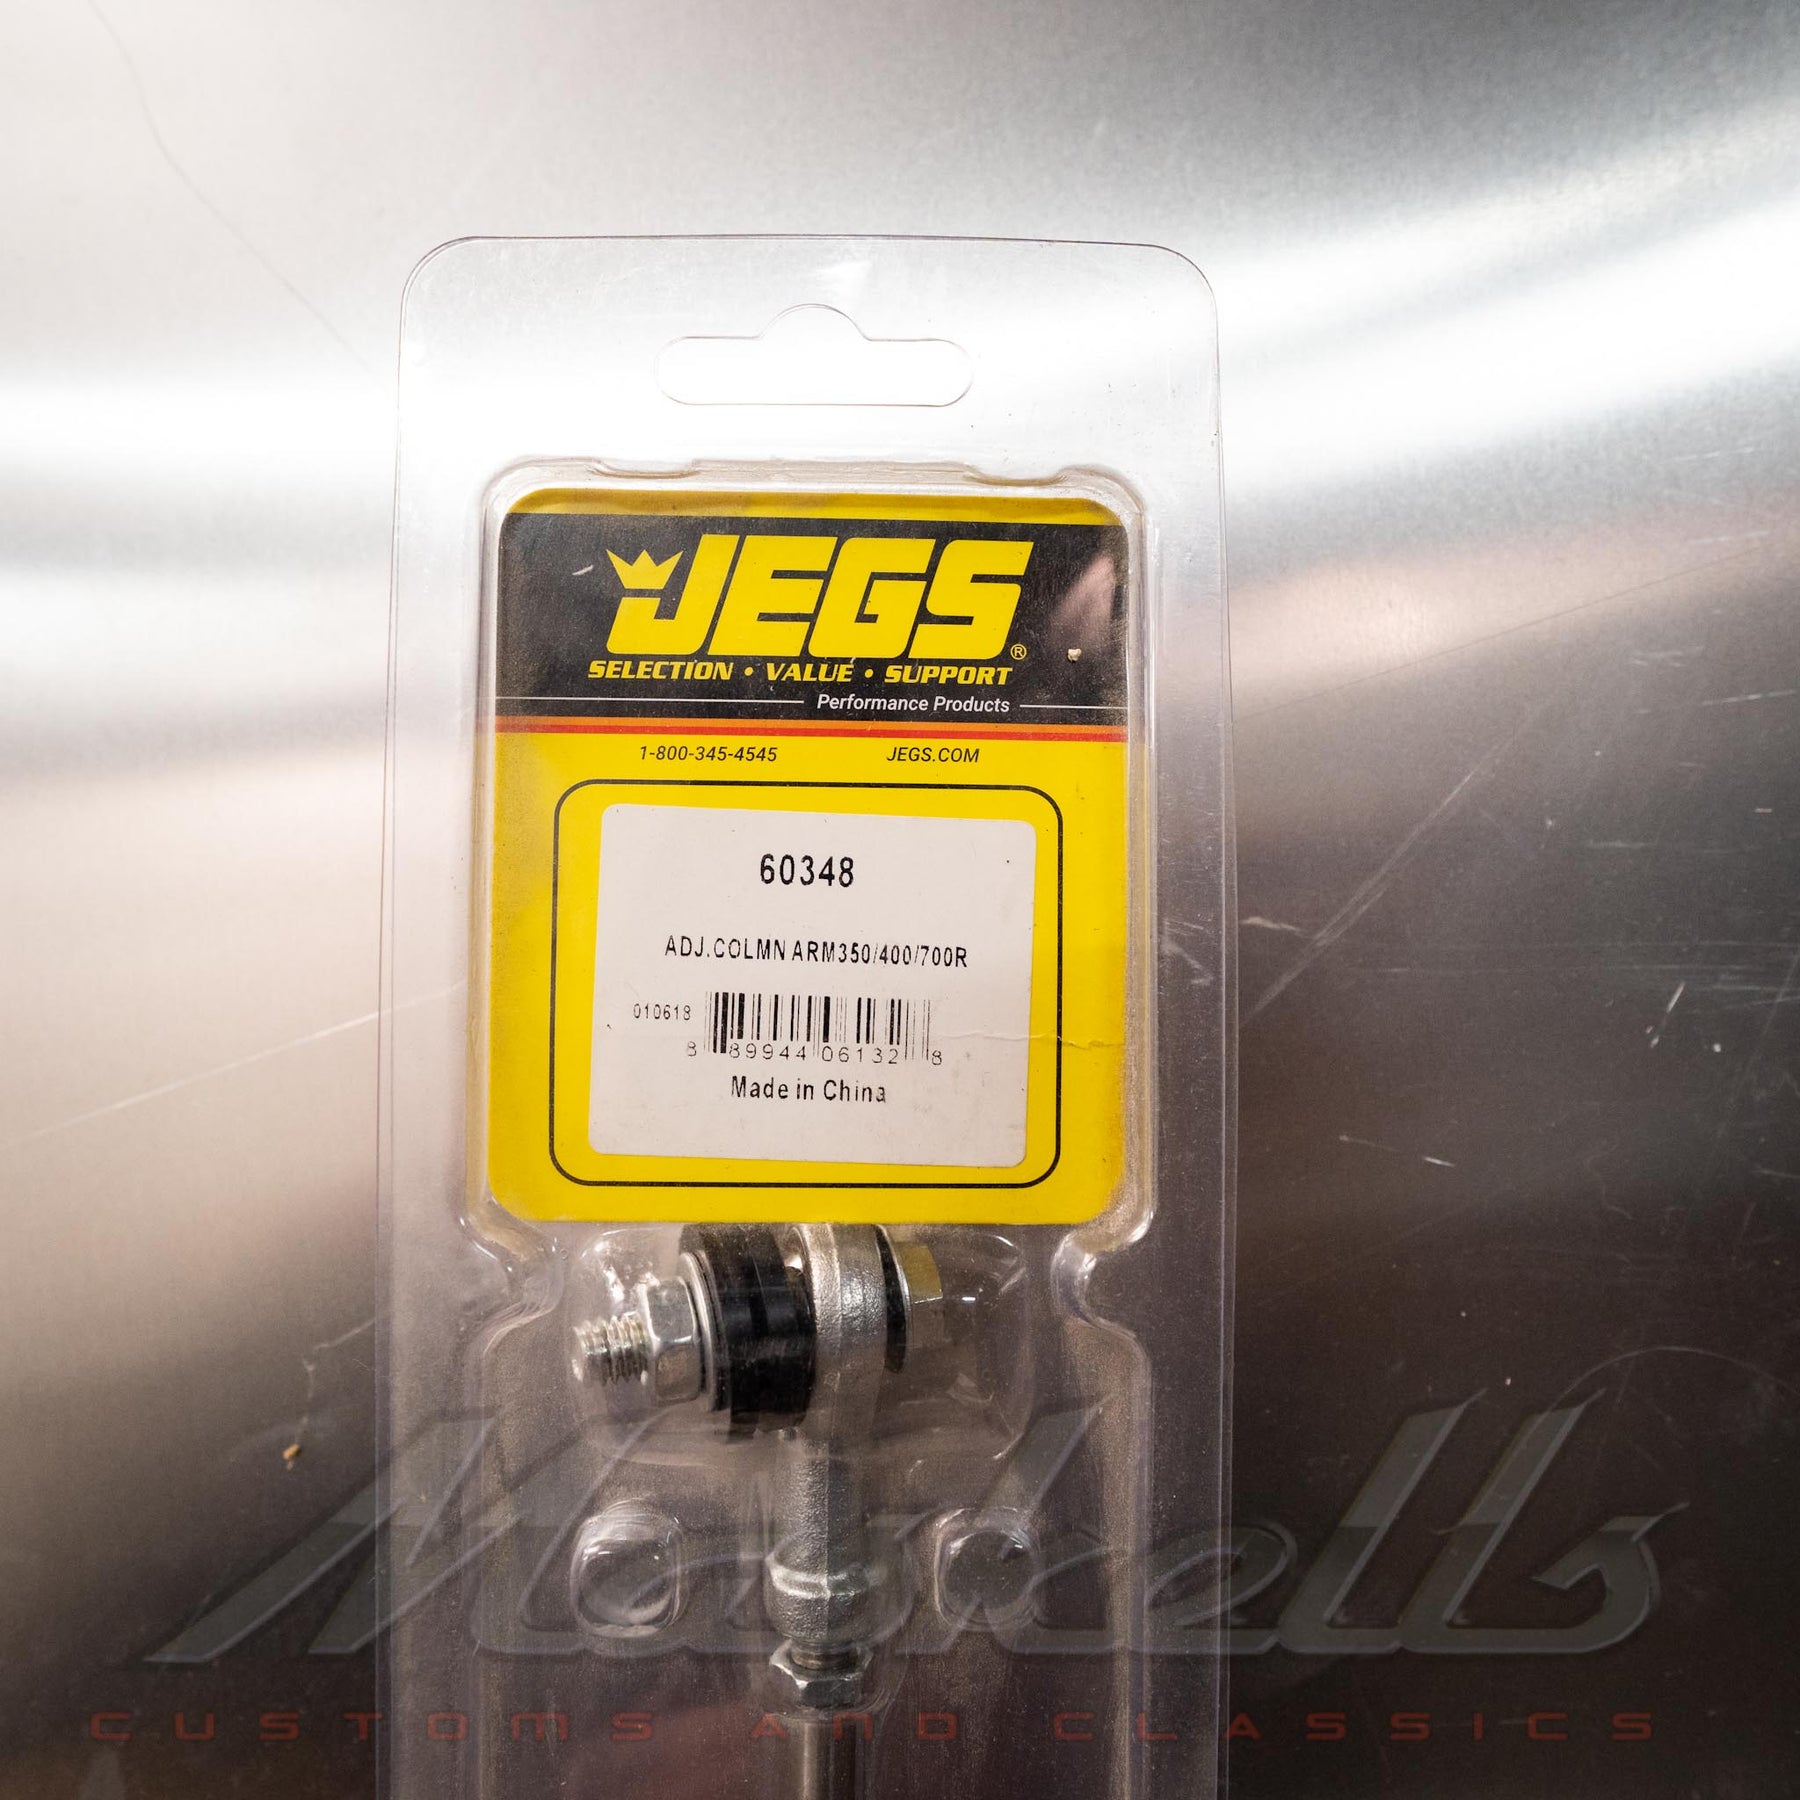 JEGS®
SELECTION • VALUE • SUPPORT
Performance Products
1-800-345-4545 JEGS.COM
60348
ADJ.COLMN ARM350/400/700R
010618
8 89944 06132 8
Made in China
Maskells
CUSTOMS AND CLASSICS